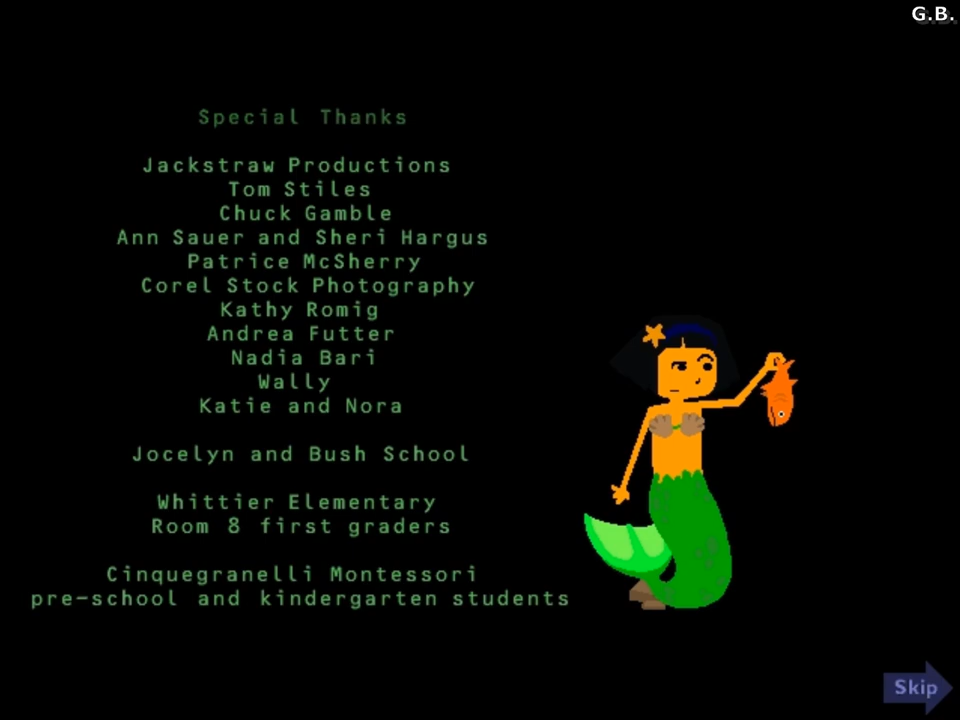 G.B.
Special Thanks
Jackstraw Productions
Tom Stiles
Chuck Gamble
Ann Sauer and Sheri Hargus
Patrice McSherry
Corel Stock Photography
Kathy Romig
Andrea Futter
Nadia Bari
Wally
Katie and Nora
Jocelyn and Bush School
Whittier Elementary
Room 8 first graders
Cinquegranelli Montessori
pre-school and kindergarten students
Skip